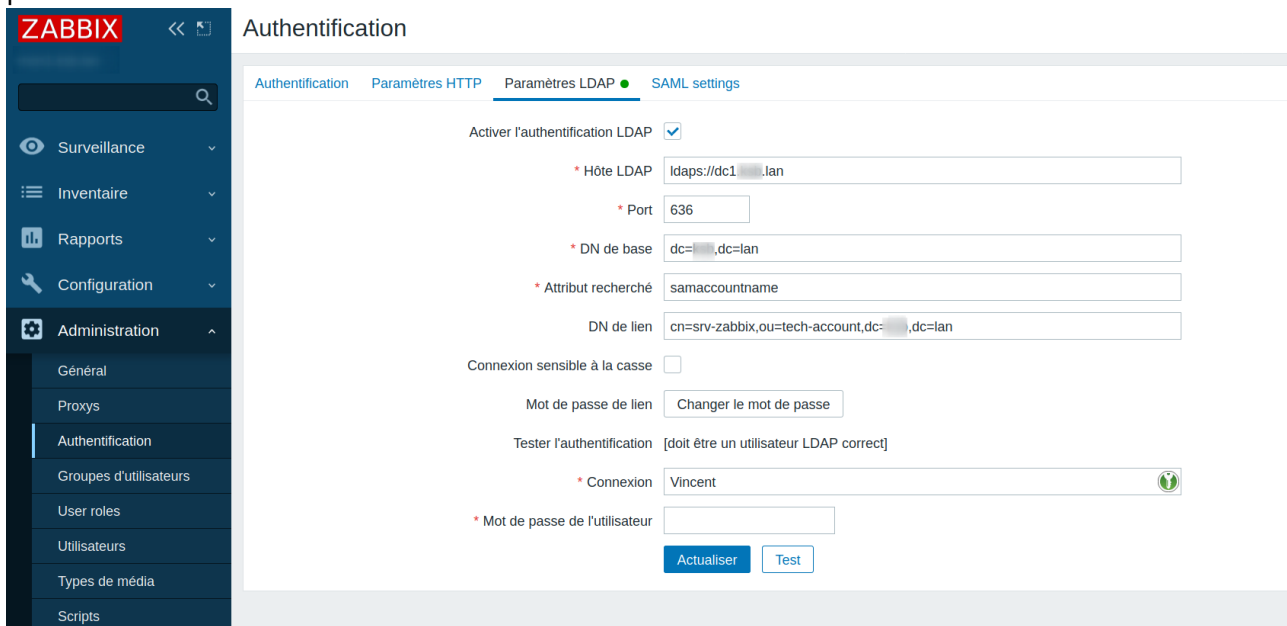 ZABBIX
Authentification
Authentification Paramètres HTTP Paramètres LDAP SAML settings
Activer l'authentification LDAP
* Hôte LDAP ldaps://dc1 .lan
* Port 636
* DN de base dc= ,dc=lan
* Attribut recherché samaccountname
DN de lien cn=srv-zabbix,ou=tech-account,dc= ,dc=lan
Connexion sensible à la casse
Mot de passe de lien Changer le mot de passe
Tester l'authentification [doit être un utilisateur LDAP correct]
* Connexion Vincent
* Mot de passe de l'utilisateur
Actualiser Test
Surveillance
Inventaire
Rapports
Configuration
Administration
Général
Proxys
Authentification
Groupes d'utilisateurs
User roles
Utilisateurs
Types de média
Scripts